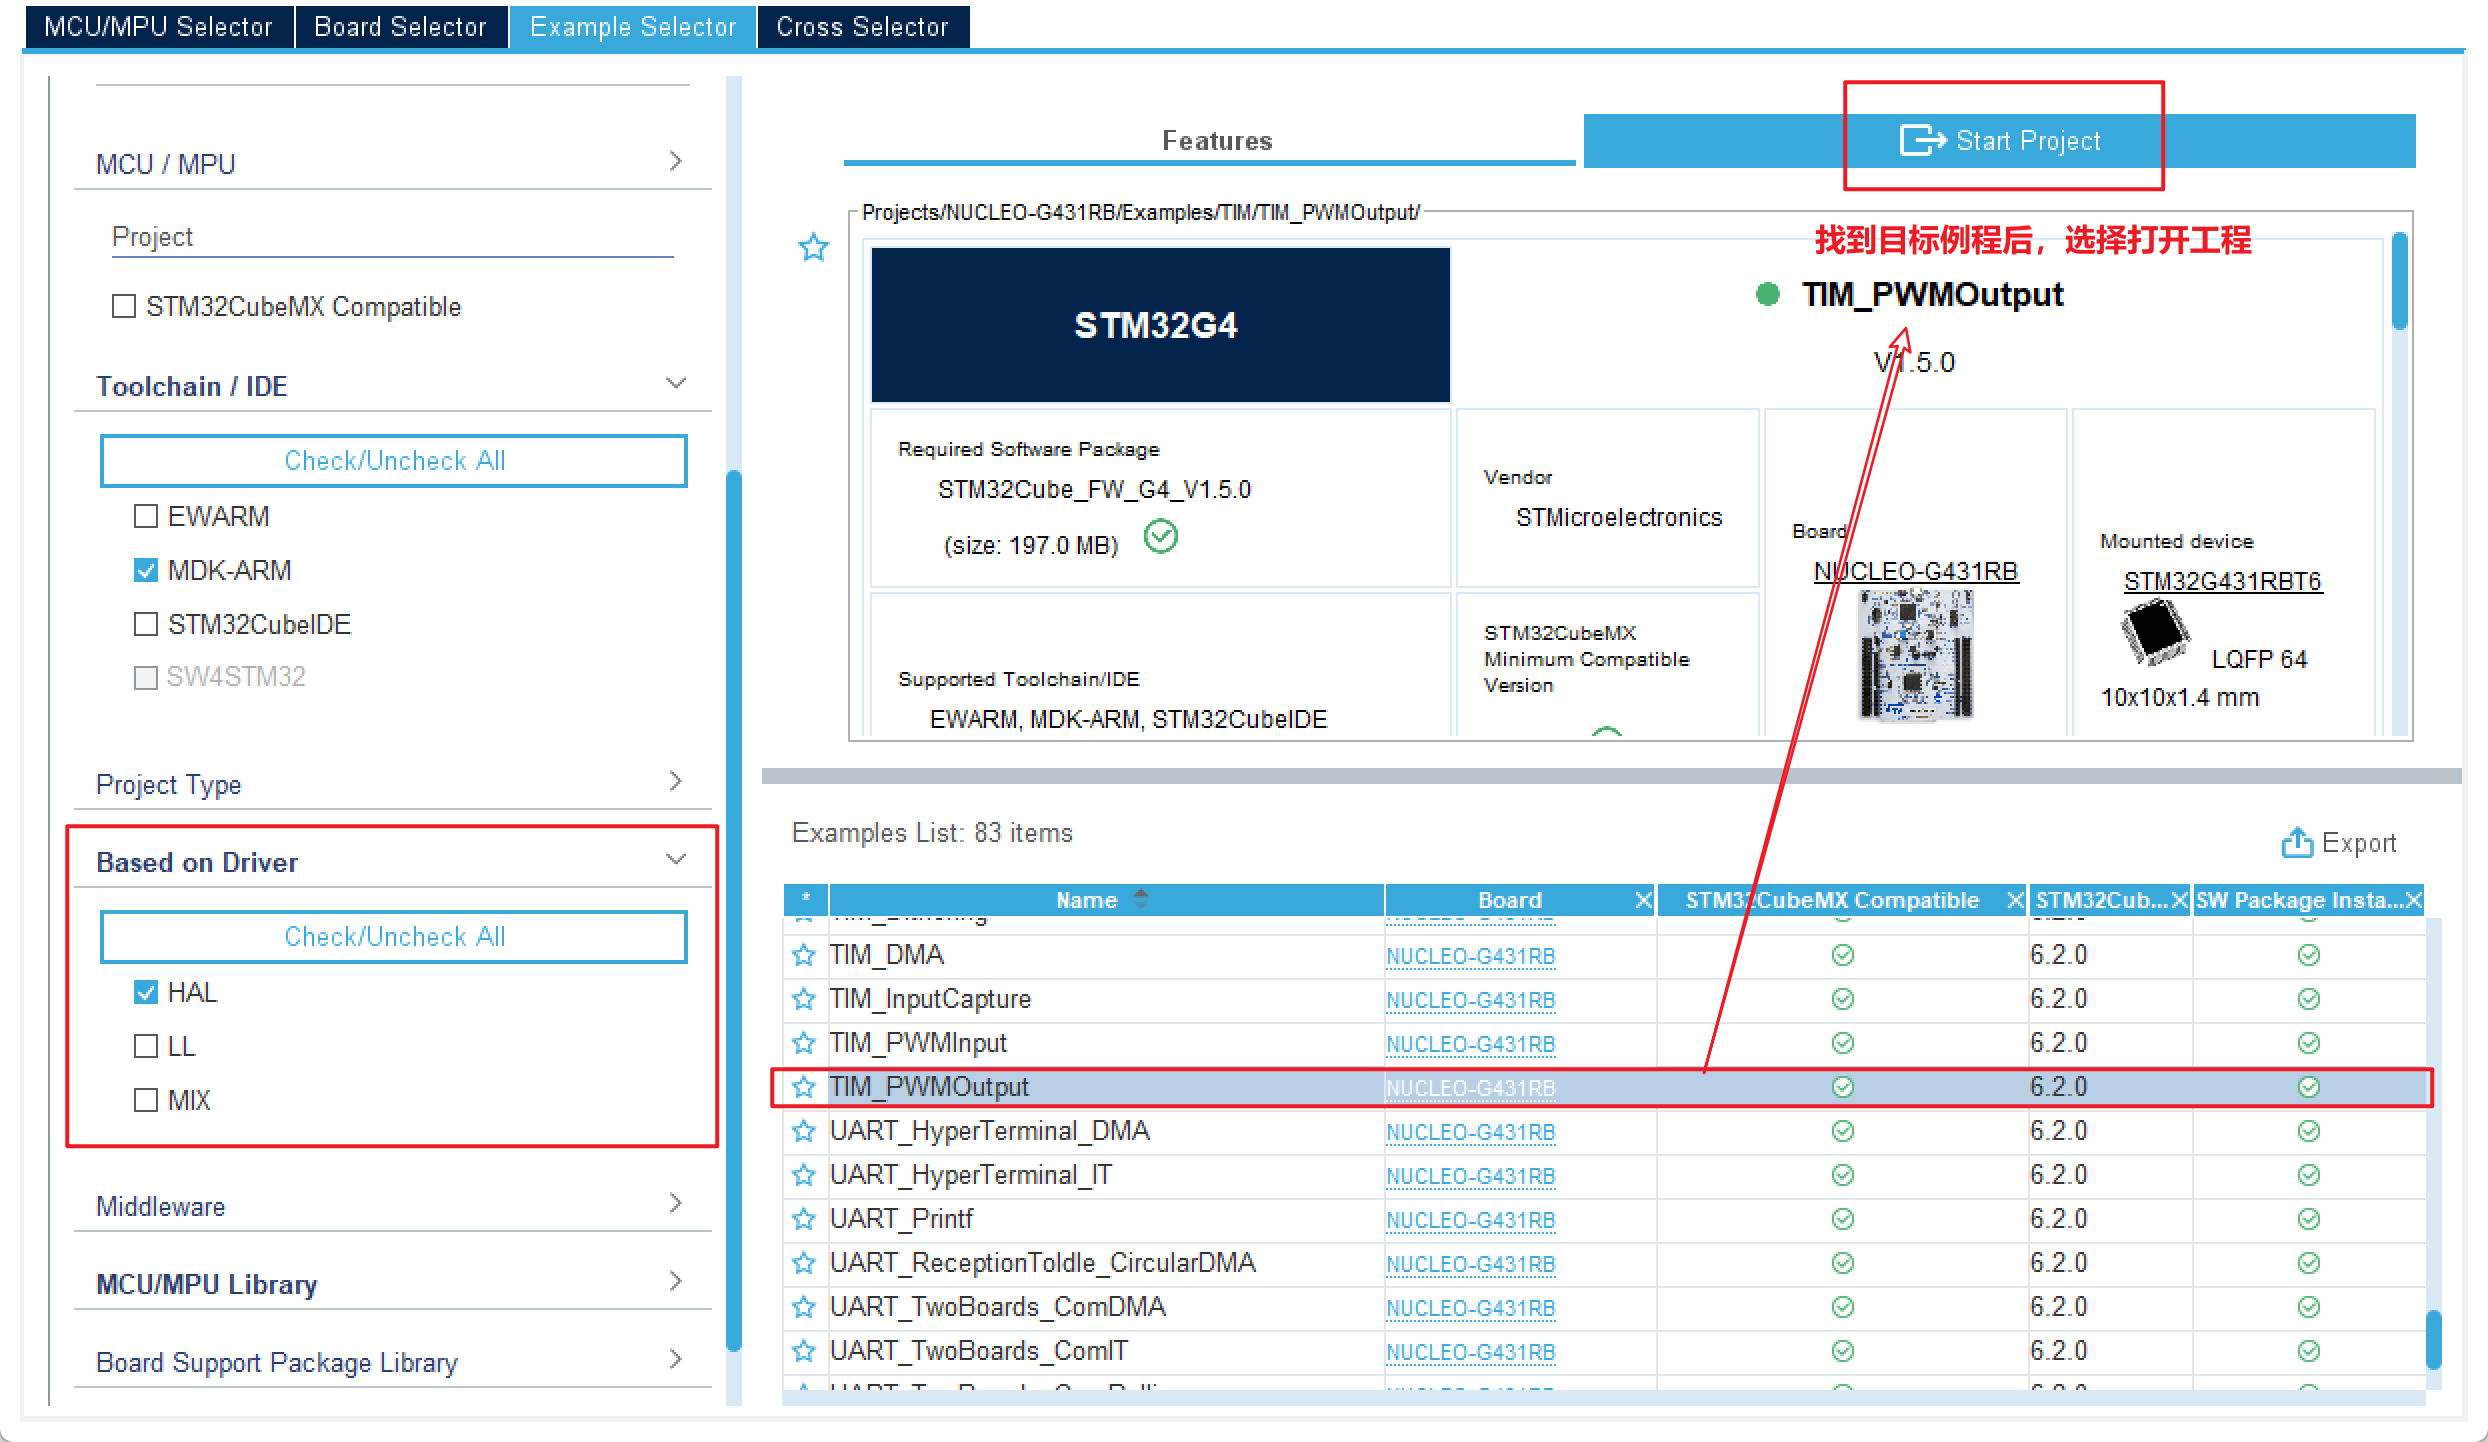 MCU/MPU Selector
Board Selector
Example Selector
Cross Selector
MCU / MPU
Project
STM32CubeMX Compatible
Toolchain / IDE
Check/Uncheck All
EWARM
MDK-ARM
STM32CubeIDE
SW4STM32
Project Type
Based on Driver
Check/Uncheck All
HAL
LL
MIX
Middleware
MCU/MPU Library
Board Support Package Library
Features
Start Project
Projects/NUCLEO-G431RB/Examples/TIM/TIM_PWMOutput/
找到目标例程后，选择打开工程
STM32G4
TIM_PWMOutput
V1.5.0
Required Software Package
STM32Cube_FW_G4_V1.5.0
(size: 197.0 MB)
Vendor
STMicroelectronics
Board
NUCLEO-G431RB
Mounted device
STM32G431RBT6
LQFP 64
10x10x1.4 mm
Supported Toolchain/IDE
EWARM, MDK-ARM, STM32CubeIDE
STM32CubeMX
Minimum Compatible
Version
Examples List: 83 items
Export
* Name Board STM32CubeMX Compatible STM32Cub... SW Package Insta...
TIM_DMA NUCLEO-G431RB 6.2.0
TIM_InputCapture NUCLEO-G431RB 6.2.0
TIM_PWMInput NUCLEO-G431RB 6.2.0
TIM_PWMOutput NUCLEO-G431RB 6.2.0
UART_HyperTerminal_DMA NUCLEO-G431RB 6.2.0
UART_HyperTerminal_IT NUCLEO-G431RB 6.2.0
UART_Printf NUCLEO-G431RB 6.2.0
UART_ReceptionToIdle_CircularDMA NUCLEO-G431RB 6.2.0
UART_TwoBoards_ComDMA NUCLEO-G431RB 6.2.0
UART_TwoBoards_ComIT NUCLEO-G431RB 6.2.0